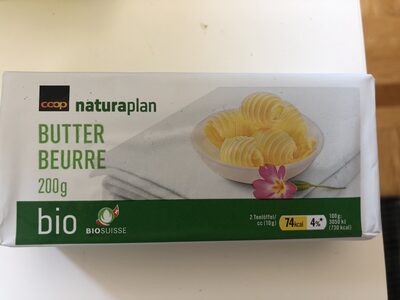 coop naturaplan
BUTTER
BEURRE
200g
bio
BIOSUISSE
2 Teelöffel/
cc (10g)
74kcal
4%*
100g:
3050 kJ
(730 kcal)